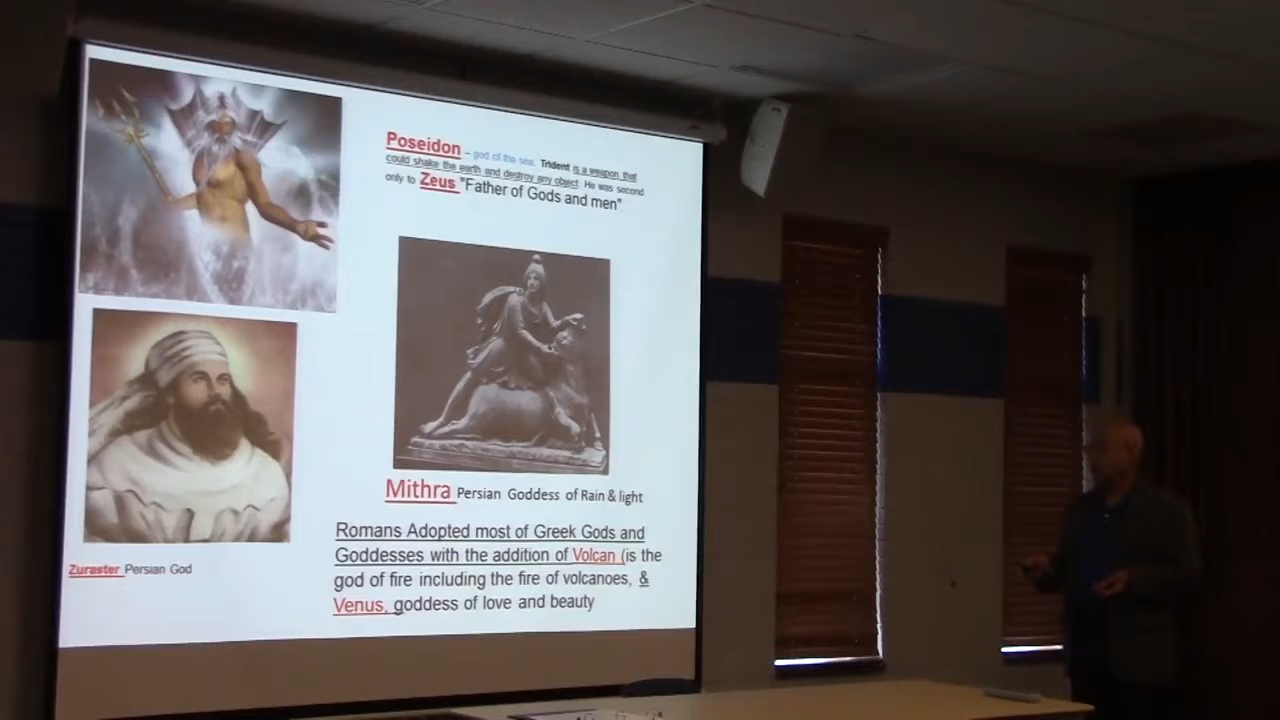 Poseidon – god of the sea. Trident is a weapon that
could shake the earth and destroy any object. He was second
only to Zeus "Father of Gods and men"
Mithra Persian Goddess of Rain & light
Zuraster Persian God
Romans Adopted most of Greek Gods and
Goddesses with the addition of Volcan (is the
god of fire including the fire of volcanoes, &
Venus, goddess of love and beauty